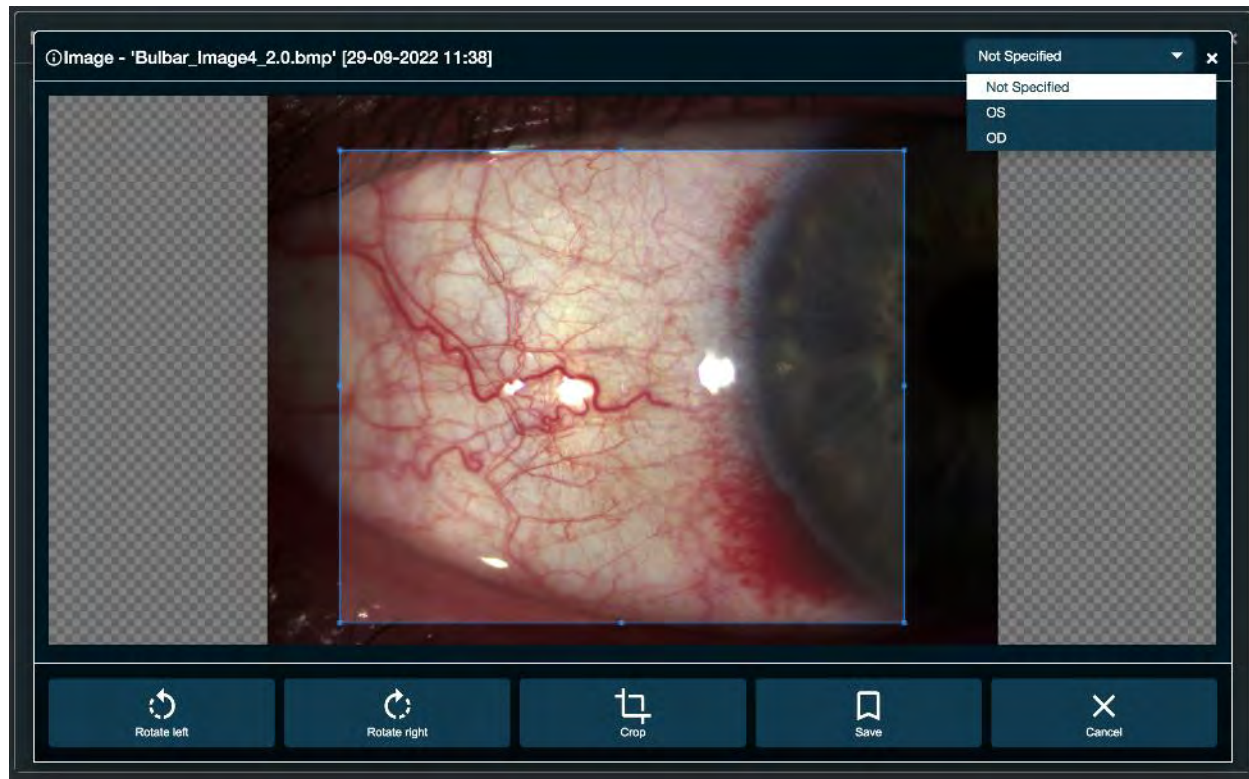 Image - 'Bulbar_Image4_2.0.bmp' [29-09-2022 11:38]
Not Specified
Not Specified
OS
OD
Rotate left
Rotate right
Crop
Save
Cancel